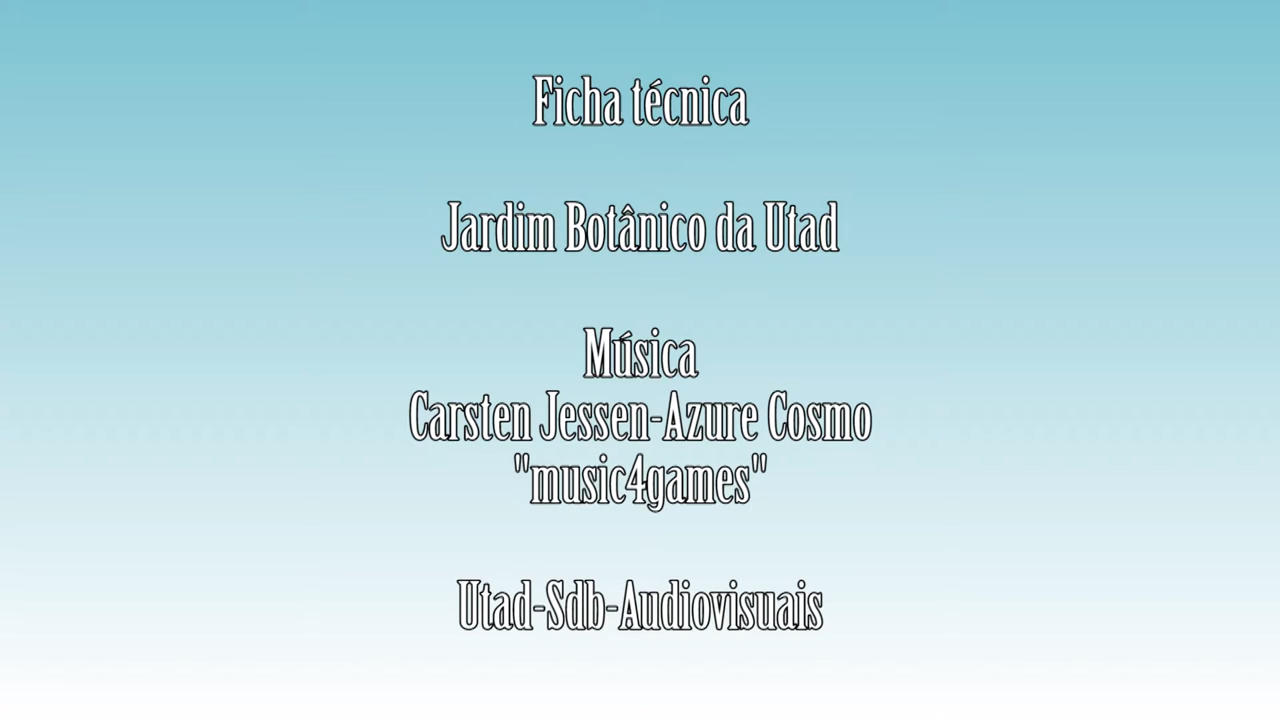 Ficha técnica
Jardim Botânico da Utad
Música
Carsten Jessen-Azure Cosmo
"music4games"
Utad-Sdb-Audiovisuais